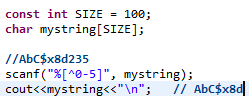 const int SIZE = 100;
char mystring[SIZE];
//AbC$x8d235
scanf("%[^0-5]", mystring);
cout<<mystring<<"\n";   // AbC$x8d